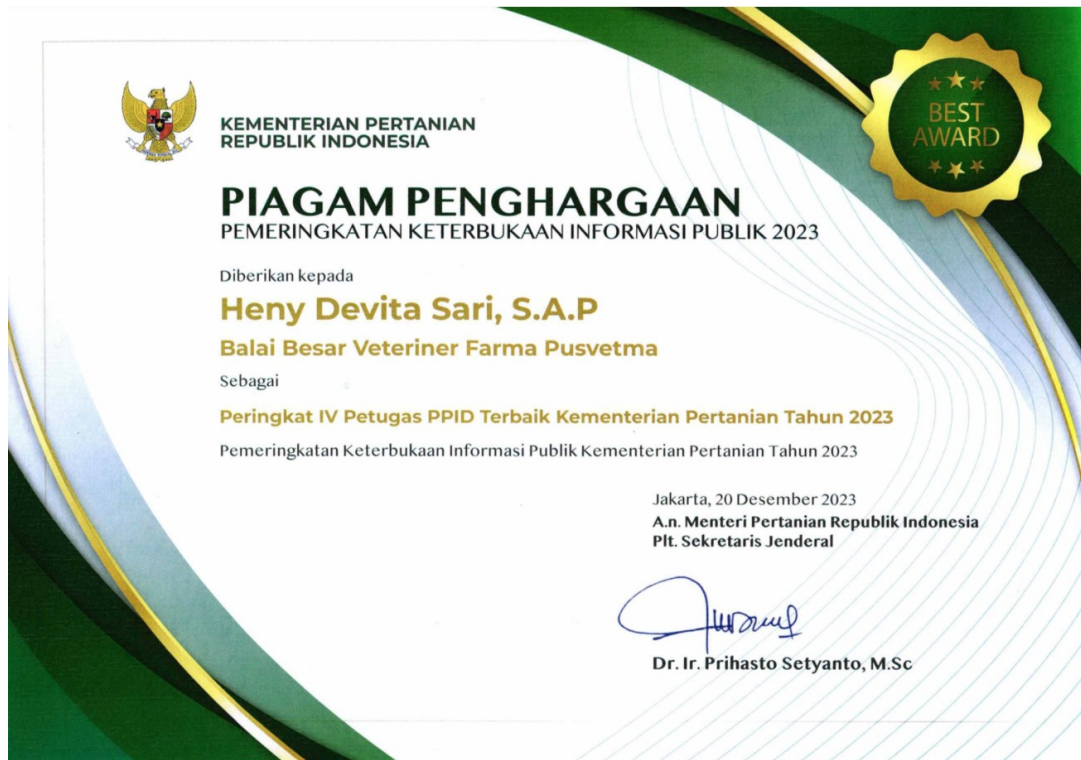 KEMENTERIAN PERTANIAN
REPUBLIK INDONESIA
BEST
AWARD
PIAGAM PENGHARGAAN
PEMERINGKATAN KETERBUKAAN INFORMASI PUBLIK 2023
Diberikan kepada
Heny Devita Sari, S.A.P
Balai Besar Veteriner Farma Pusvetma
Sebagai
Peringkat IV Petugas PPID Terbaik Kementerian Pertanian Tahun 2023
Pemeringkatan Keterbukaan Informasi Publik Kementerian Pertanian Tahun 2023
Jakarta, 20 Desember 2023
A.n. Menteri Pertanian Republik Indonesia
Plt. Sekretaris Jenderal
Dr. Ir. Prihasto Setyanto, M.Sc